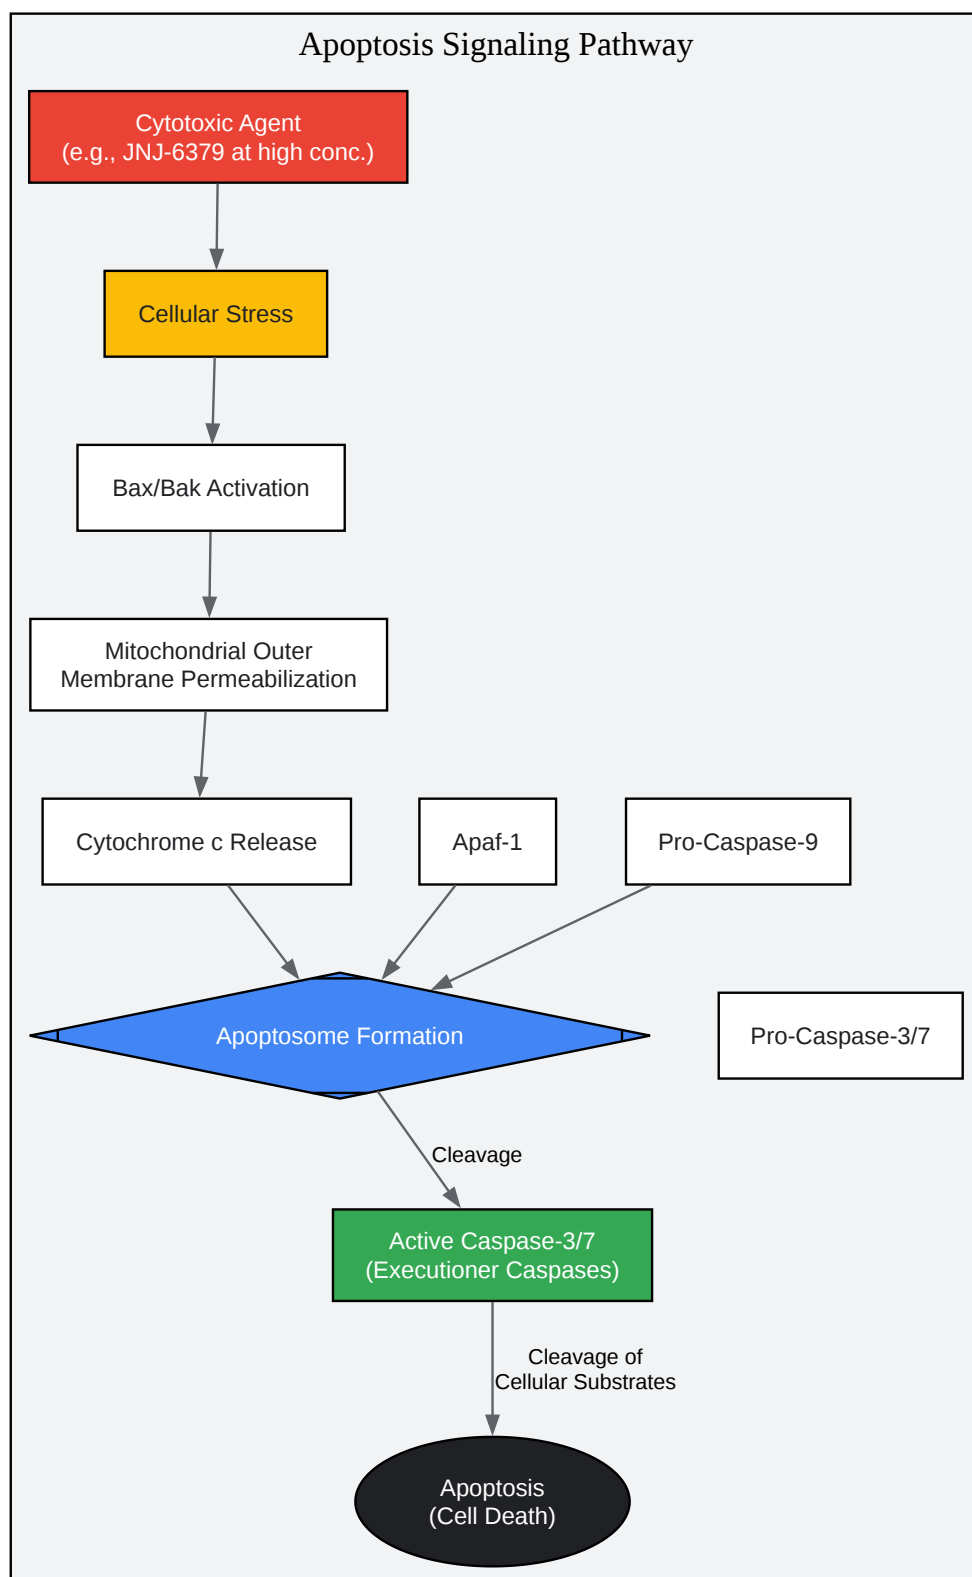 Apoptosis Signaling Pathway
Cytotoxic Agent
(e.g., JNJ-6379 at high conc.)
Cellular Stress
Bax/Bak Activation
Mitochondrial Outer
Membrane Permeabilization
Cytochrome c Release
Apaf-1
Pro-Caspase-9
Apoptosome Formation
Pro-Caspase-3/7
Cleavage
Active Caspase-3/7
(Executioner Caspases)
Cleavage of
Cellular Substrates
Apoptosis
(Cell Death)